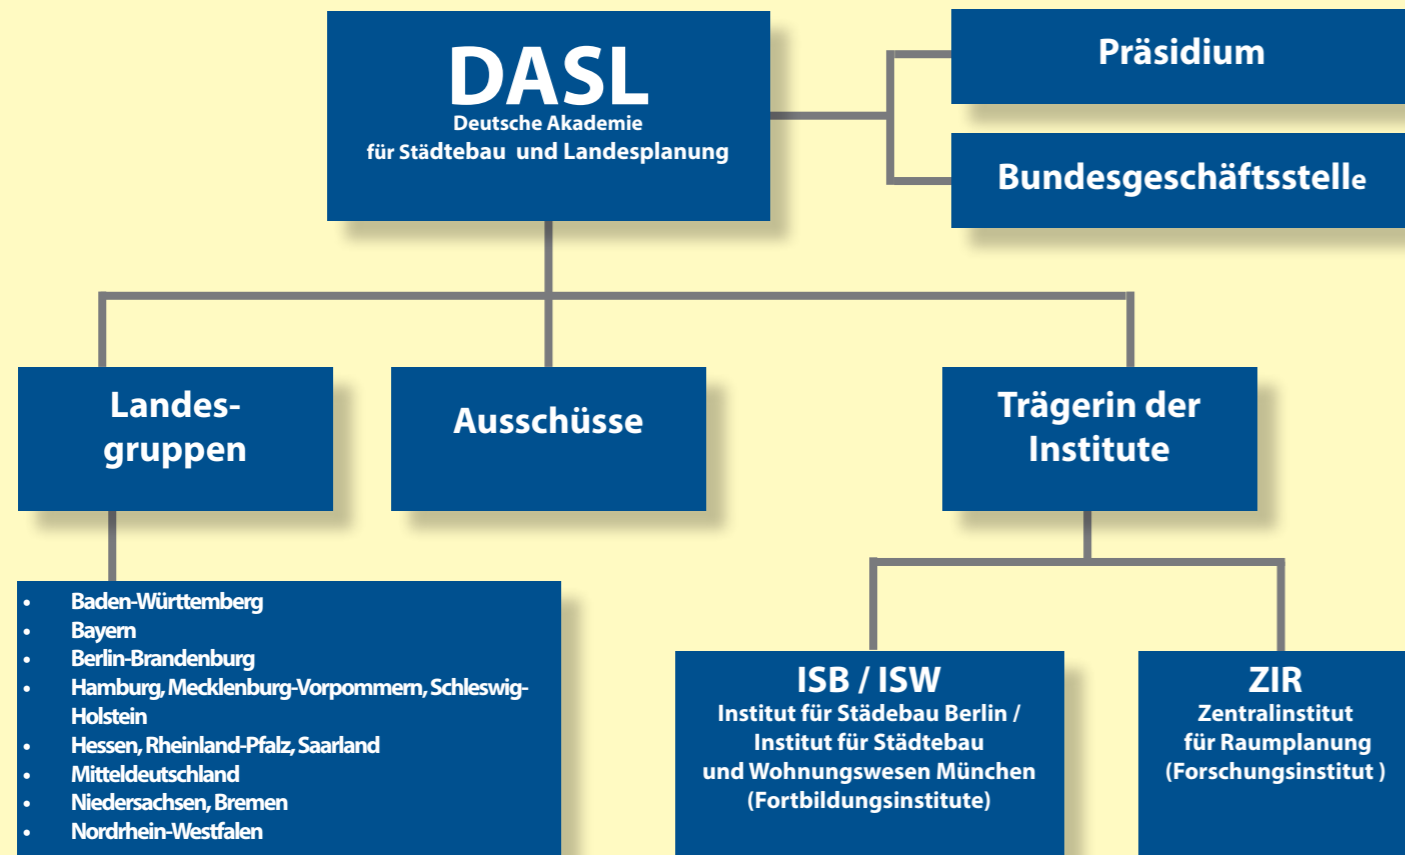 DASL
Deutsche Akademie
für Städtebau und Landesplanung
Präsidium
Bundesgeschäftsstelle
Landes-
gruppen
Ausschüsse
Trägerin der
Institute
• Baden-Württemberg
• Bayern
• Berlin-Brandenburg
• Hamburg, Mecklenburg-Vorpommern, Schleswig-
Holstein
• Hessen, Rheinland-Pfalz, Saarland
• Mitteldeutschland
• Niedersachsen, Bremen
• Nordrhein-Westfalen
ISB / ISW
Institut für Städebau Berlin /
Institut für Städtebau
und Wohnungswesen München
(Fortbildungsinstitute)
ZIR
Zentralinstitut
für Raumplanung
(Forschungsinstitut )